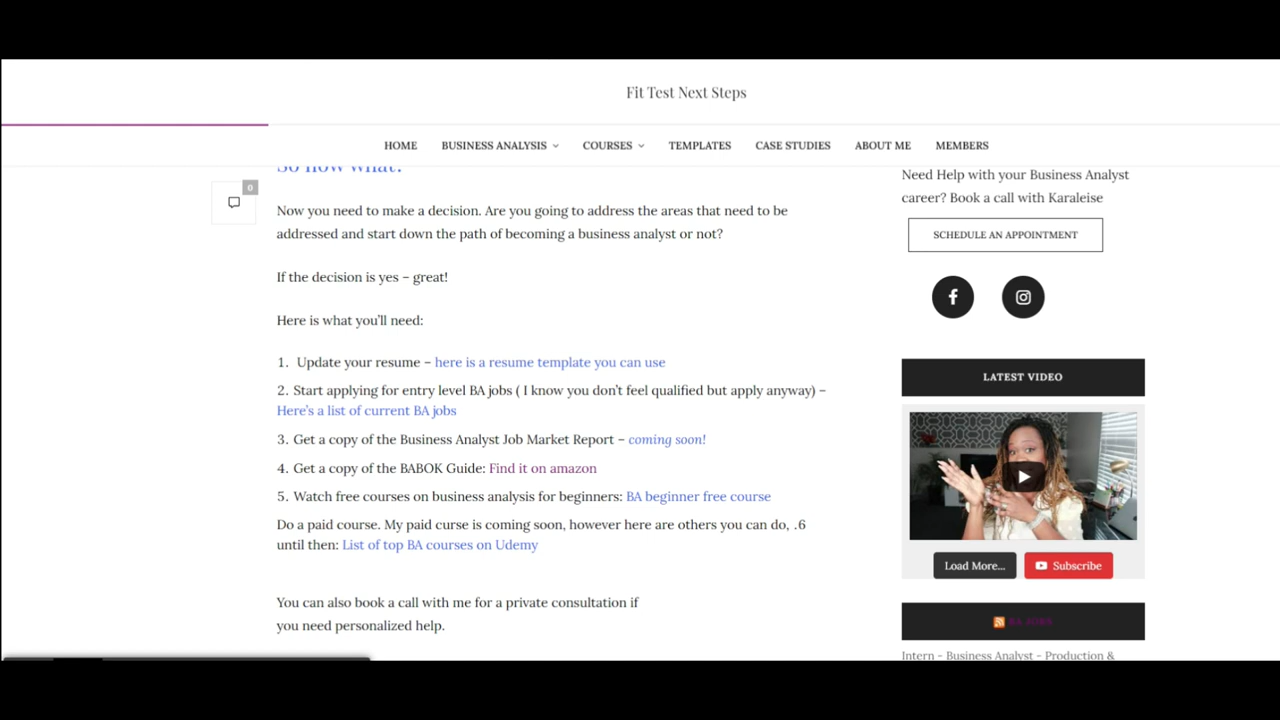 Fit Test Next Steps
HOME BUSINESS ANALYSIS COURSES TEMPLATES CASE STUDIES ABOUT ME MEMBERS
So now what?
0
Now you need to make a decision. Are you going to address the areas that need to be
addressed and start down the path of becoming a business analyst or not?
If the decision is yes – great!
Here is what you'll need:
1. Update your resume – here is a resume template you can use
2. Start applying for entry level BA jobs ( I know you don't feel qualified but apply anyway) –
Here's a list of current BA jobs
3. Get a copy of the Business Analyst Job Market Report – coming soon!
4. Get a copy of the BABOK Guide: Find it on amazon
5. Watch free courses on business analysis for beginners: BA beginner free course
Do a paid course. My paid curse is coming soon, however here are others you can do, .6
until then: List of top BA courses on Udemy
You can also book a call with me for a private consultation if
you need personalized help.
Need Help with your Business Analyst
career? Book a call with Karaleise
SCHEDULE AN APPOINTMENT
LATEST VIDEO
Load More... Subscribe
BA JOBS
Intern - Business Analyst - Production &